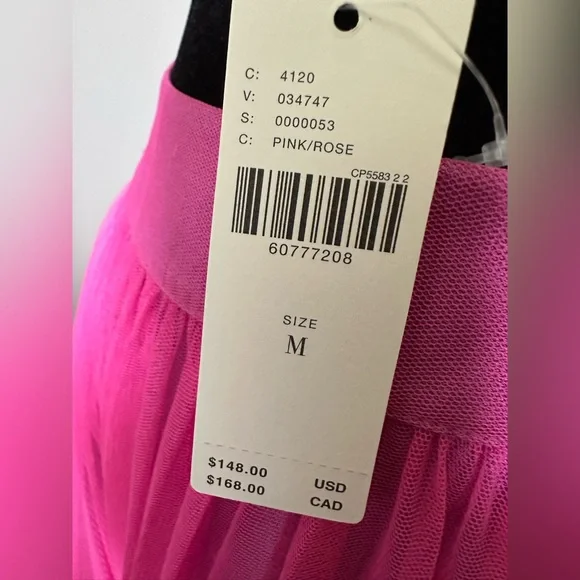 C: 4120
V: 034747
S: 0000053
C: PINK/ROSE
CP5583 2 2
60777208
SIZE
M
$148.00 USD
$168.00 CAD